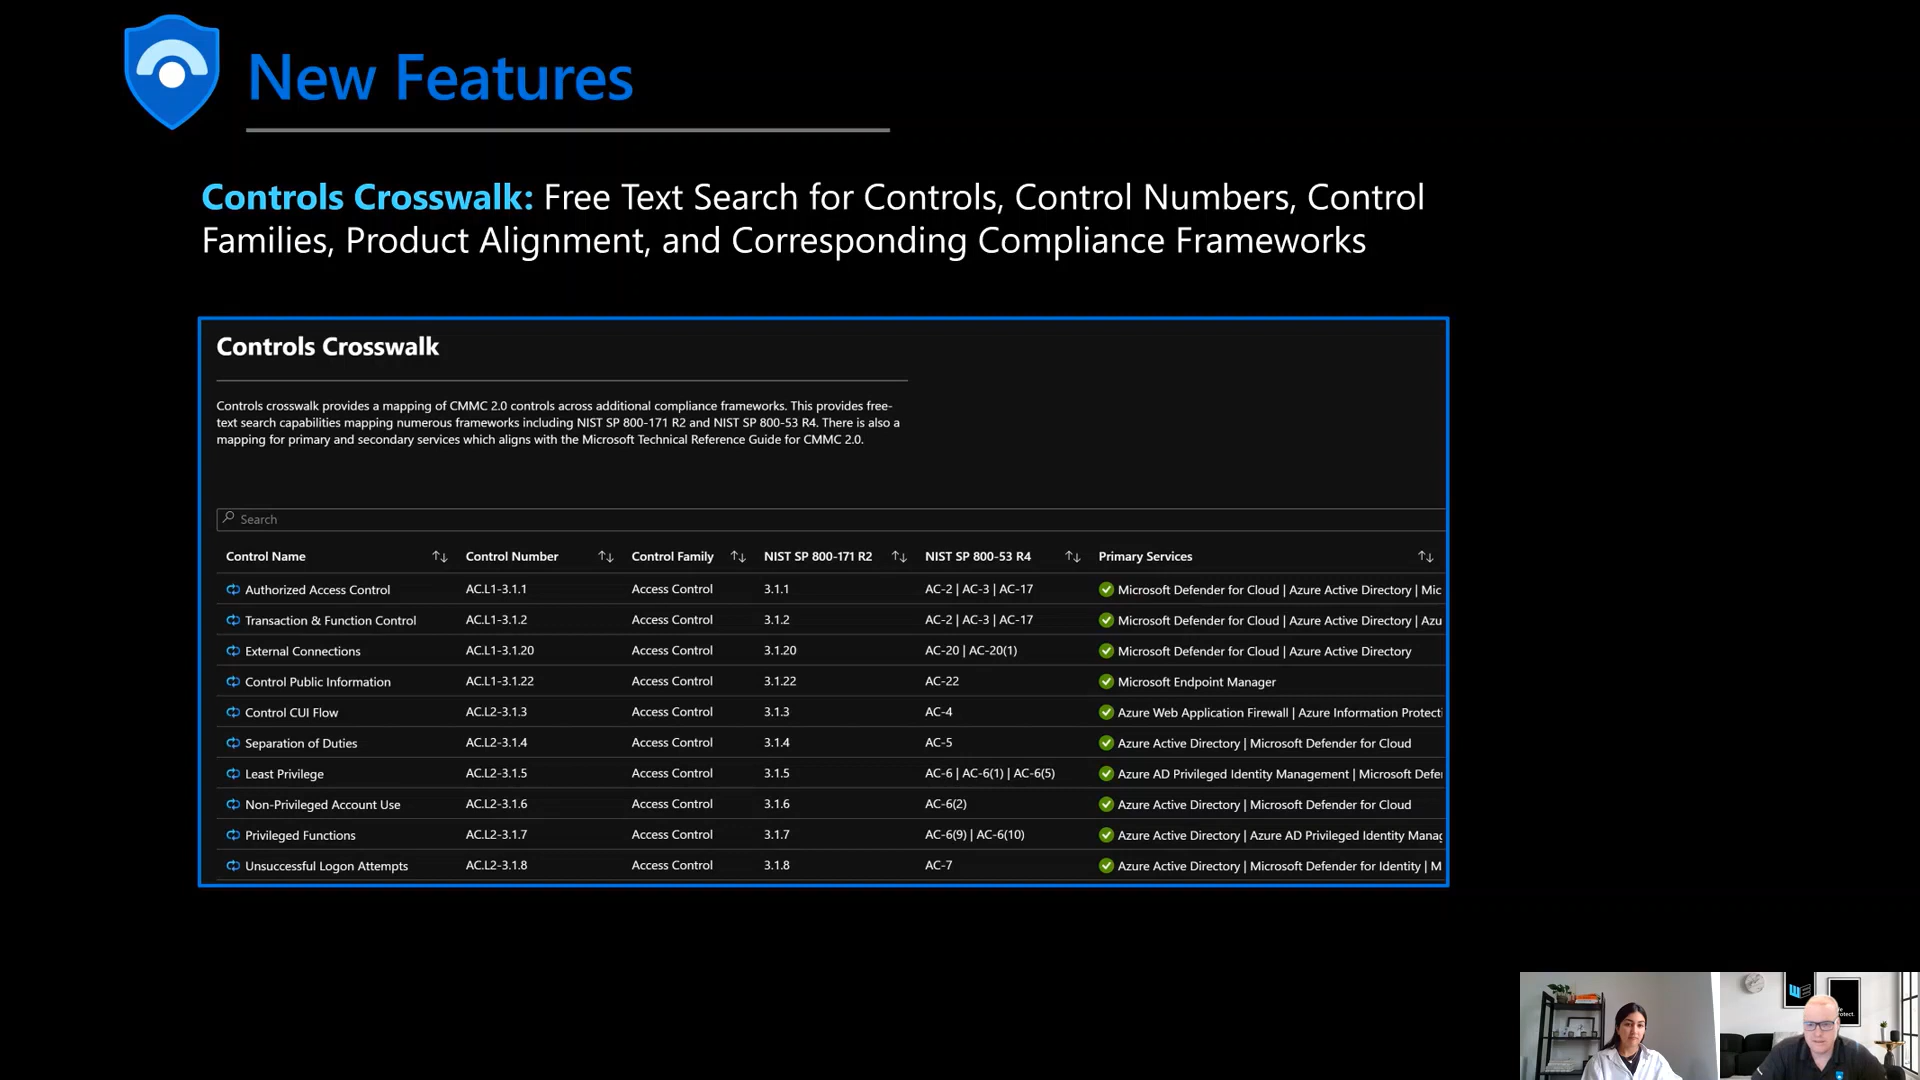 New Features
Controls Crosswalk: Free Text Search for Controls, Control Numbers, Control
Families, Product Alignment, and Corresponding Compliance Frameworks
Controls Crosswalk
Controls crosswalk provides a mapping of CMMC 2.0 controls across additional compliance frameworks. This provides free-
text search capabilities mapping numerous frameworks including NIST SP 800-171 R2 and NIST SP 800-53 R4. There is also a
mapping for primary and secondary services which aligns with the Microsoft Technical Reference Guide for CMMC 2.0.
Search
Control Name Control Number Control Family NIST SP 800-171 R2 NIST SP 800-53 R4 Primary Services
Authorized Access Control AC.L1-3.1.1 Access Control 3.1.1 AC-2 | AC-3 | AC-17 Microsoft Defender for Cloud | Azure Active Directory | Mic
Transaction & Function Control AC.L1-3.1.2 Access Control 3.1.2 AC-2 | AC-3 | AC-17 Microsoft Defender for Cloud | Azure Active Directory | Azu
External Connections AC.L1-3.1.20 Access Control 3.1.20 AC-20 | AC-20(1) Microsoft Defender for Cloud | Azure Active Directory
Control Public Information AC.L1-3.1.22 Access Control 3.1.22 AC-22 Microsoft Endpoint Manager
Control CUI Flow AC.L2-3.1.3 Access Control 3.1.3 AC-4 Azure Web Application Firewall | Azure Information Protecti
Separation of Duties AC.L2-3.1.4 Access Control 3.1.4 AC-5 Azure Active Directory | Microsoft Defender for Cloud
Least Privilege AC.L2-3.1.5 Access Control 3.1.5 AC-6 | AC-6(1) | AC-6(5) Azure AD Privileged Identity Management | Microsoft Defe
Non-Privileged Account Use AC.L2-3.1.6 Access Control 3.1.6 AC-6(2) Azure Active Directory | Microsoft Defender for Cloud
Privileged Functions AC.L2-3.1.7 Access Control 3.1.7 AC-6(9) | AC-6(10) Azure Active Directory | Azure AD Privileged Identity Manag
Unsuccessful Logon Attempts AC.L2-3.1.8 Access Control 3.1.8 AC-7 Azure Active Directory | Microsoft Defender for Identity | M